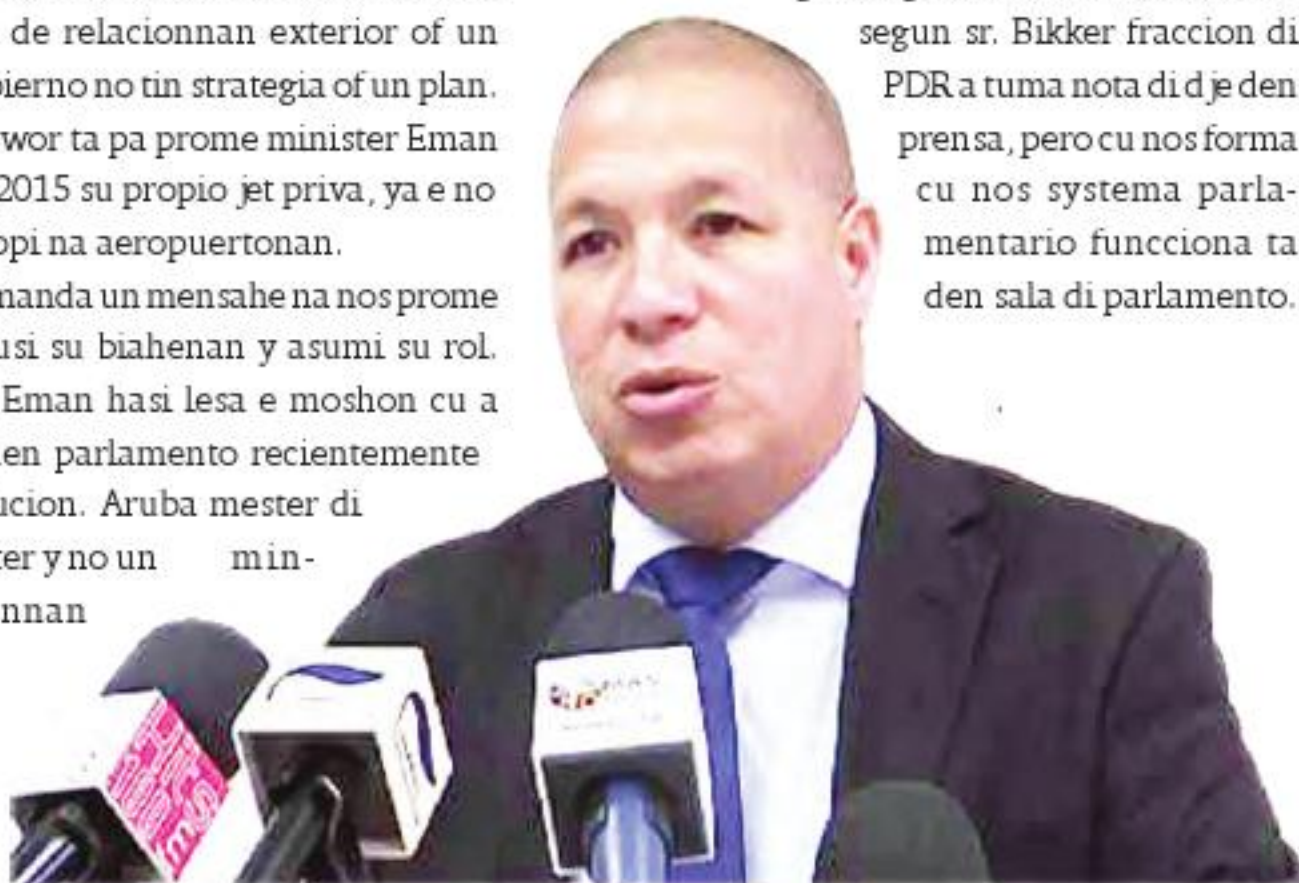 de relacionnan exterior of un
bierno no tin strategia of un plan.
wor ta pa prome minister Eman
2015 su propio jet priva, ya e no
opi na aeropuertonan.
manda un mensahe na nos prome
usi su biahenan y asumi su rol.
Eman hasi lesa e moshon cu a
en parlamento recientemente
ucion. Aruba mester di
ter y no un min-
nnan
segun sr. Bikker fraccion di
PDR a tuma nota di dje den
prensa, pero cu nos forma
cu nos systema parla-
mentario funcciona ta
den sala di parlamento.